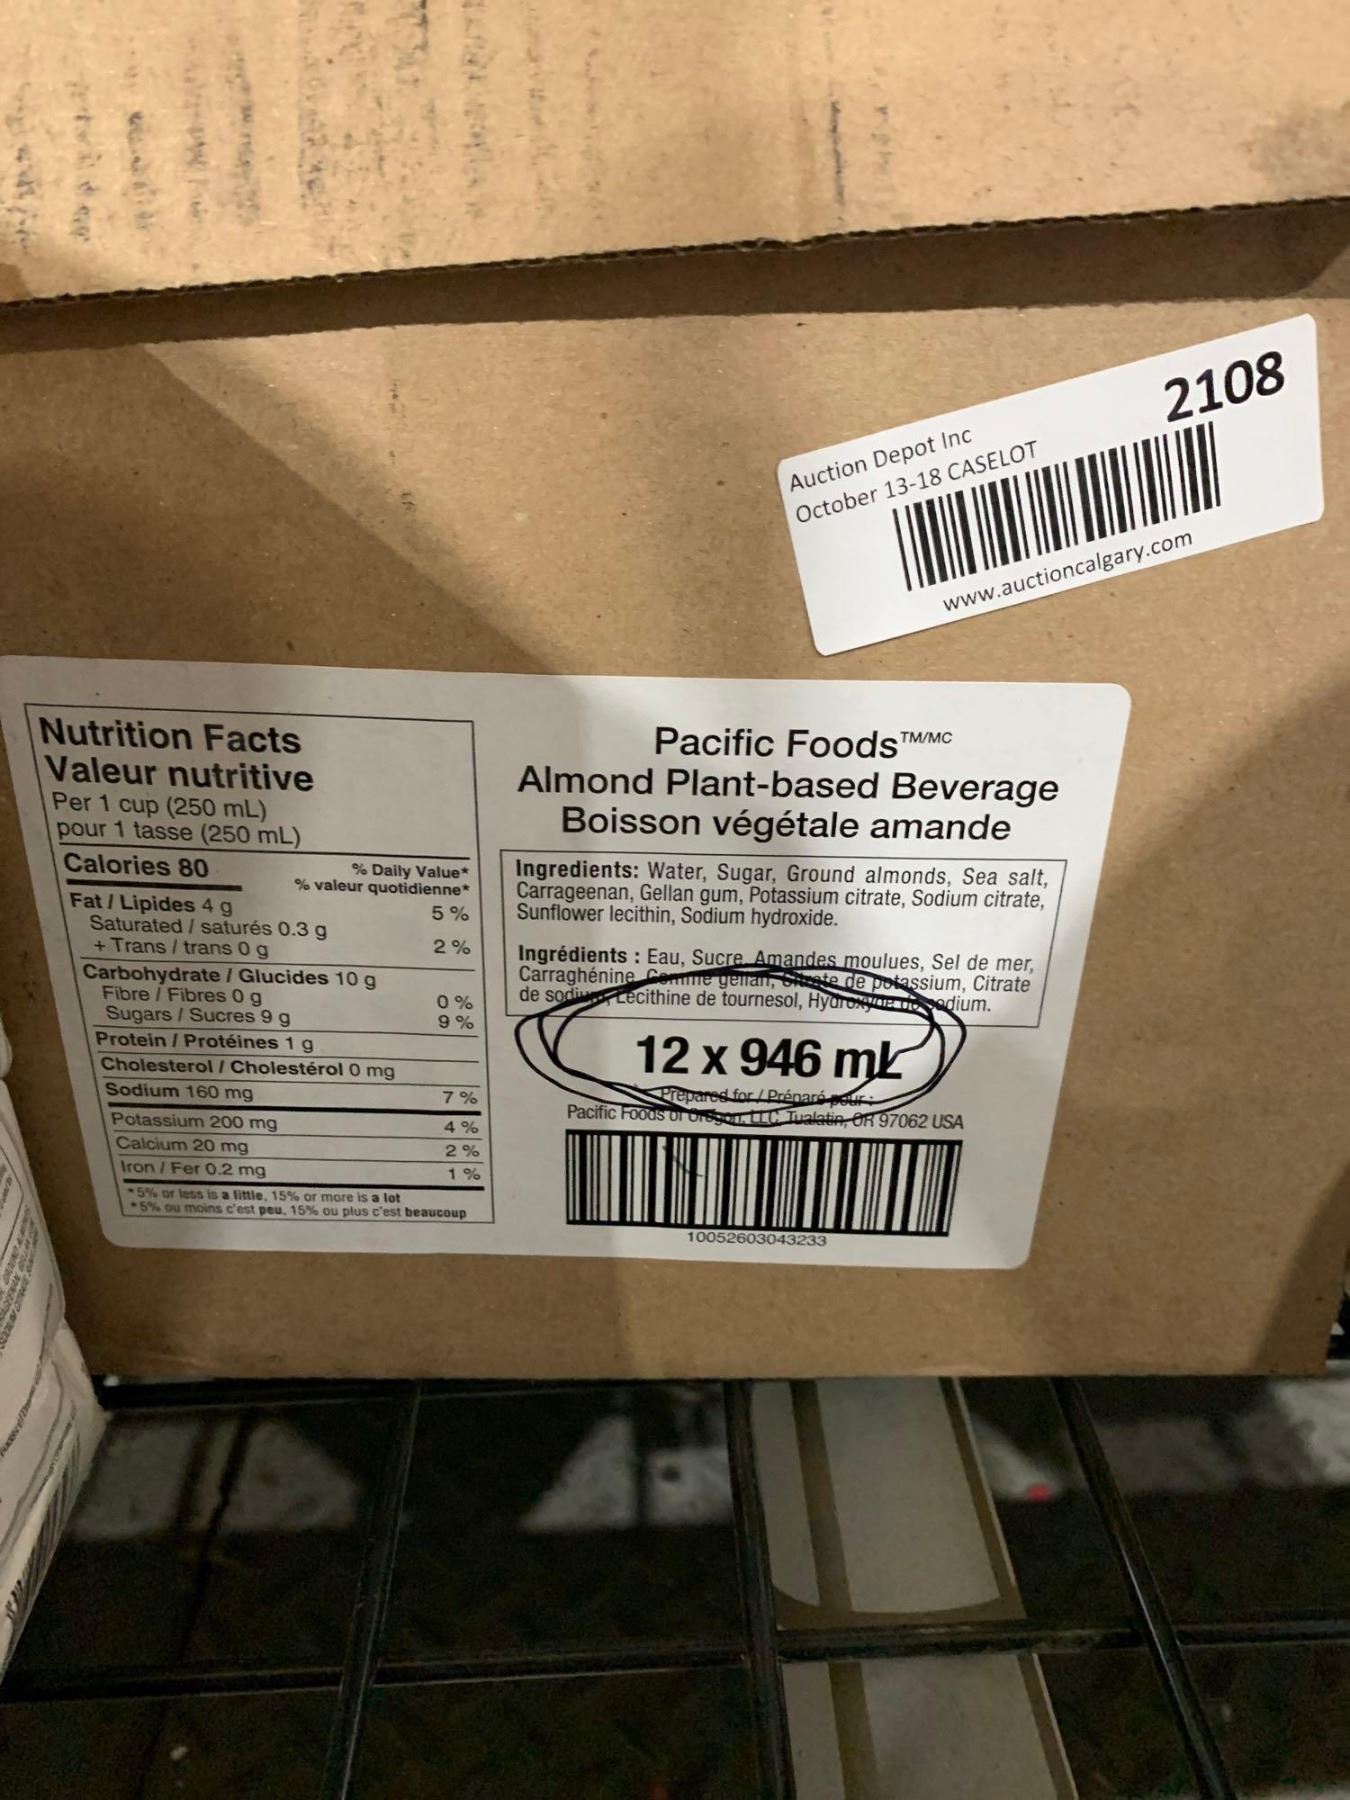 2108
Auction Depot Inc
October 13-18 CASELOT
www.auctioncalgary.com
Nutrition Facts
Valeur nutritive
Per 1 cup (250 mL)
pour 1 tasse (250 mL)
Calories 80
% Daily Value*
% valeur quotidienne*
Fat / Lipides 4 g 5 %
Saturated / saturés 0.3 g
+ Trans / trans 0 g 2 %
Carbohydrate / Glucides 10 g
Fibre / Fibres 0 g 0 %
Sugars / Sucres 9 g 9 %
Protein / Protéines 1 g
Cholesterol / Cholestérol 0 mg
Sodium 160 mg 7 %
Potassium 200 mg 4 %
Calcium 20 mg 2 %
Iron / Fer 0.2 mg 1 %
*5% or less is a little, 15% or more is a lot
*5% ou moins c'est peu, 15% ou plus c'est beaucoup
Pacific Foods™/MC
Almond Plant-based Beverage
Boisson végétale amande
Ingredients: Water, Sugar, Ground almonds, Sea salt,
Carrageenan, Gellan gum, Potassium citrate, Sodium citrate,
Sunflower lecithin, Sodium hydroxide.
Ingrédients : Eau, Sucre, Amandes moulues, Sel de mer,
Carraghénine, Gomme gellan, Citrate de potassium, Citrate
de sodium, Lécithine de tournesol, Hydroxyde de sodium.
12 x 946 mL
Prepared for / Préparé pour :
Pacific Foods of Oregon, LLC, Tualatin, OR 97062 USA
10052603043233